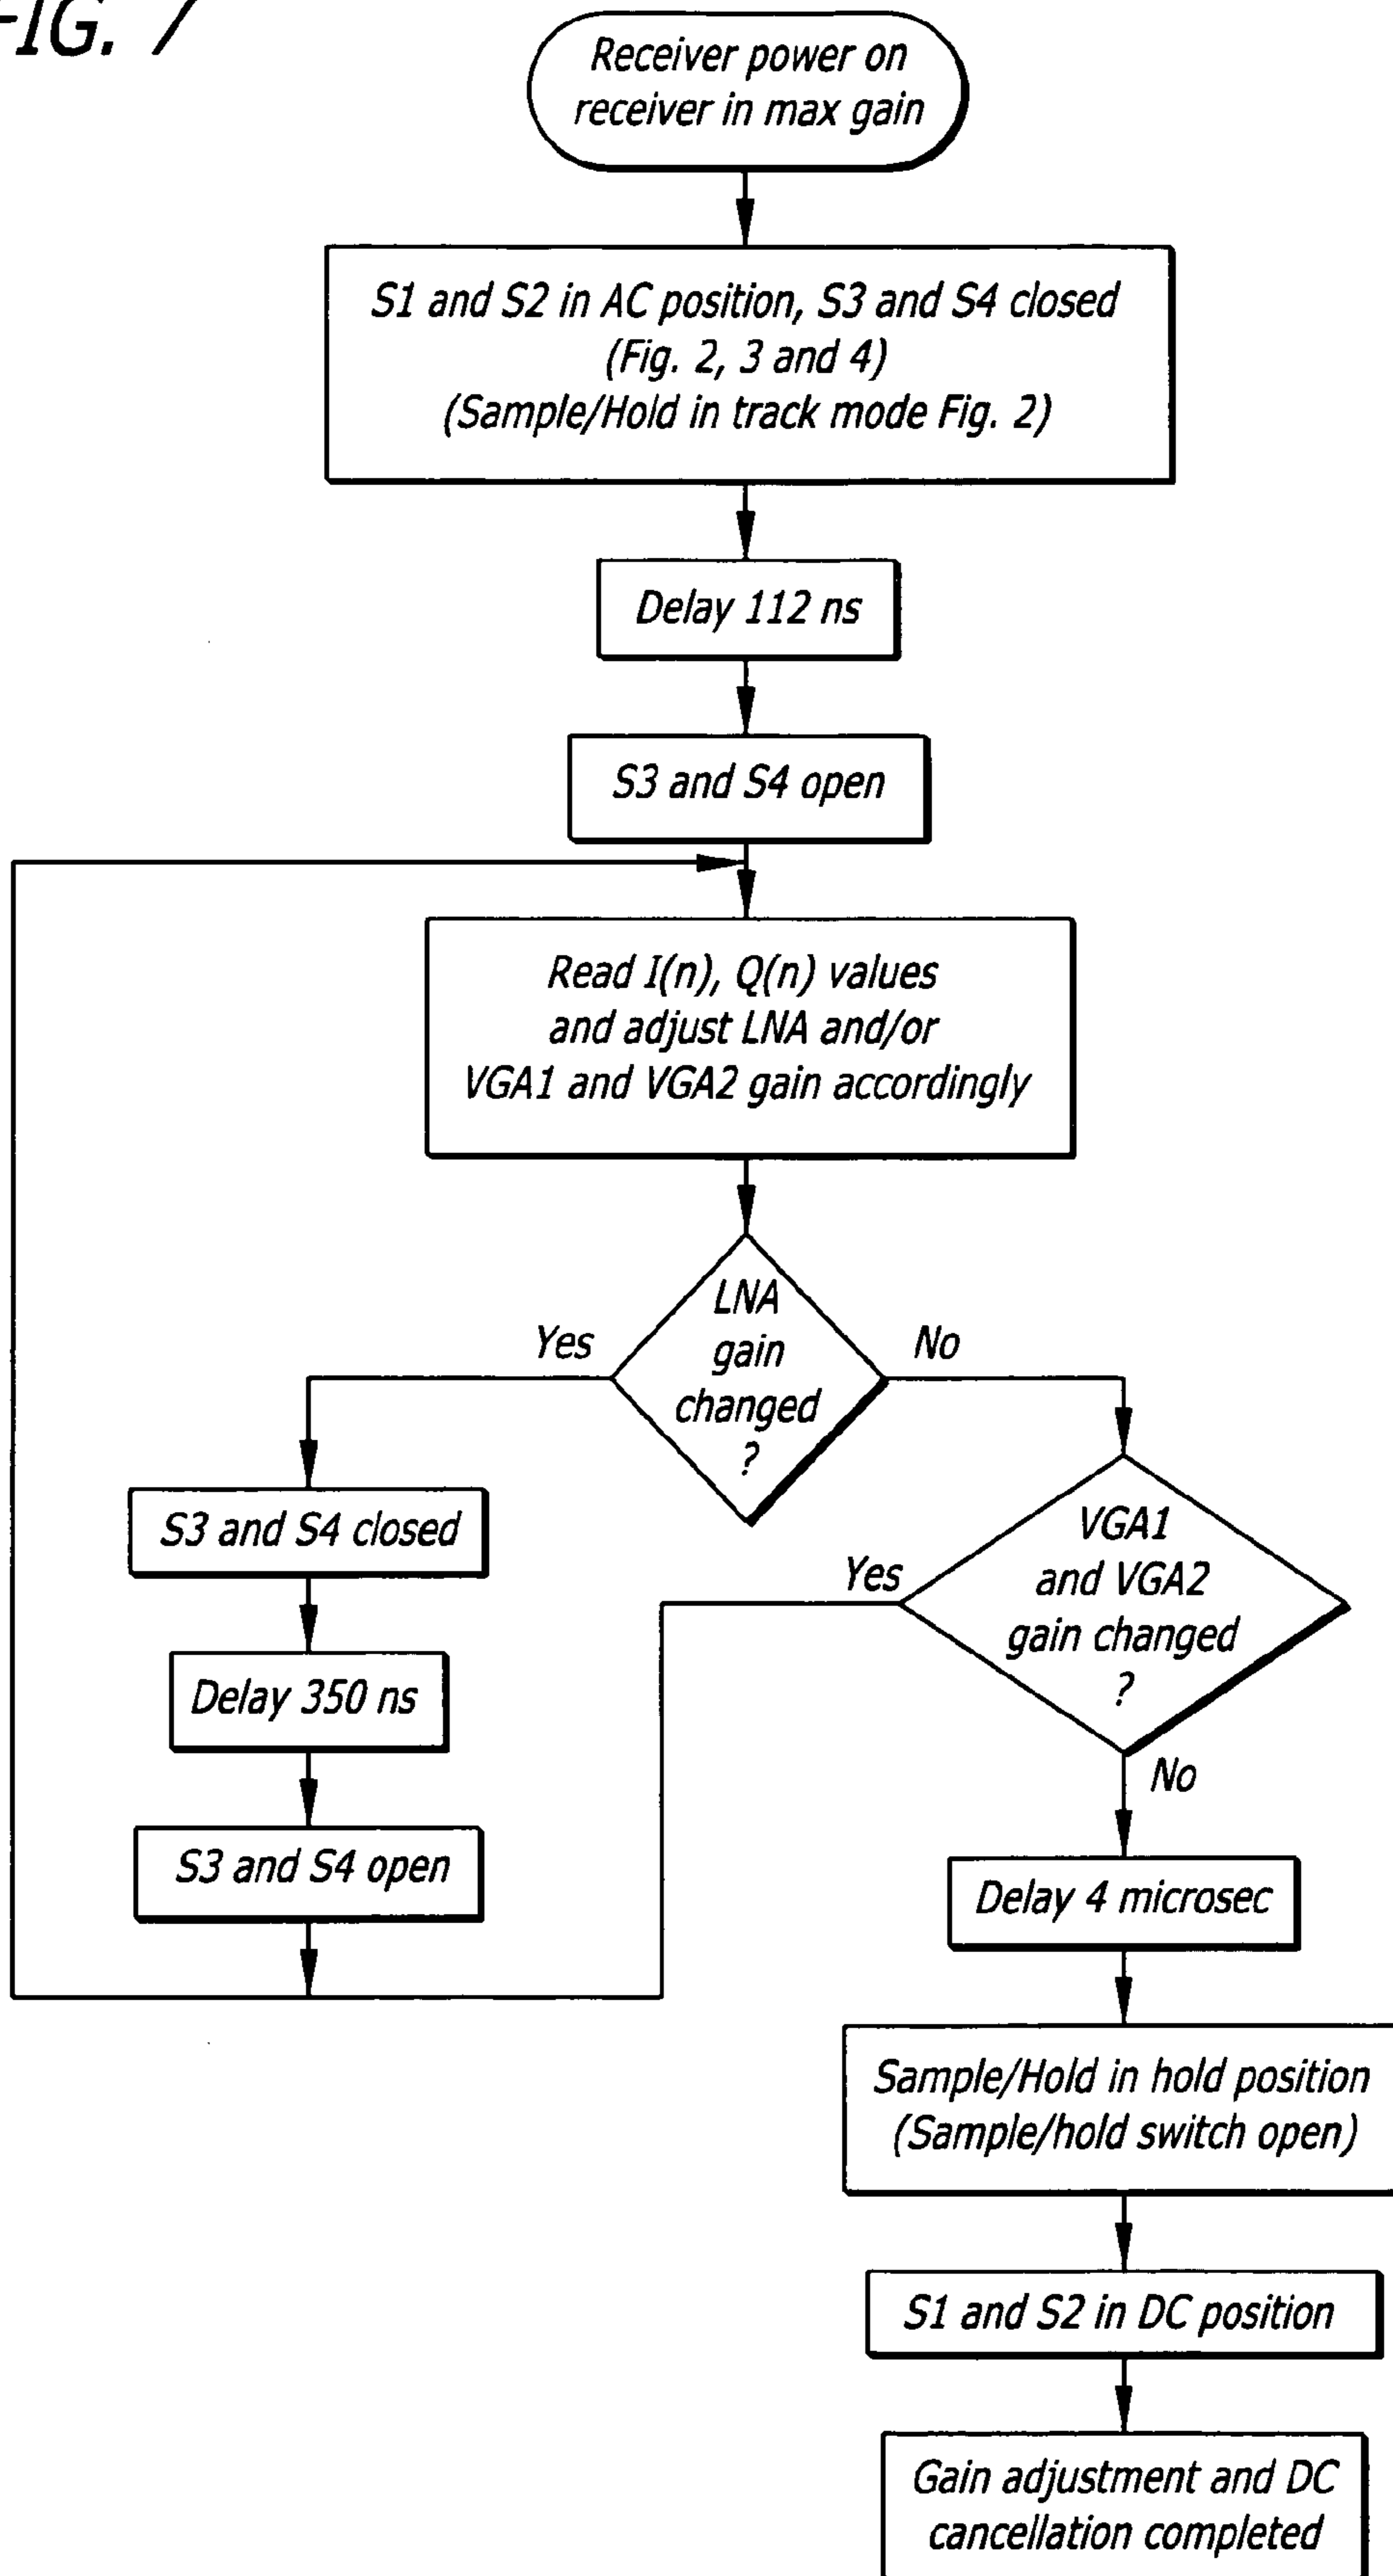 FIG. 7
Receiver power on
receiver in max gain
S1 and S2 in AC position, S3 and S4 closed
(Fig. 2, 3 and 4)
(Sample/Hold in track mode Fig. 2)
Delay 112 ns
S3 and S4 open
Read I(n), Q(n) values
and adjust LNA and/or
VGA1 and VGA2 gain accordingly
LNA
gain
changed
?
Yes
No
S3 and S4 closed
Delay 350 ns
S3 and S4 open
VGA1
and VGA2
gain changed
?
Yes
No
Delay 4 microsec
Sample/Hold in hold position
(Sample/hold switch open)
S1 and S2 in DC position
Gain adjustment and DC
cancellation completed